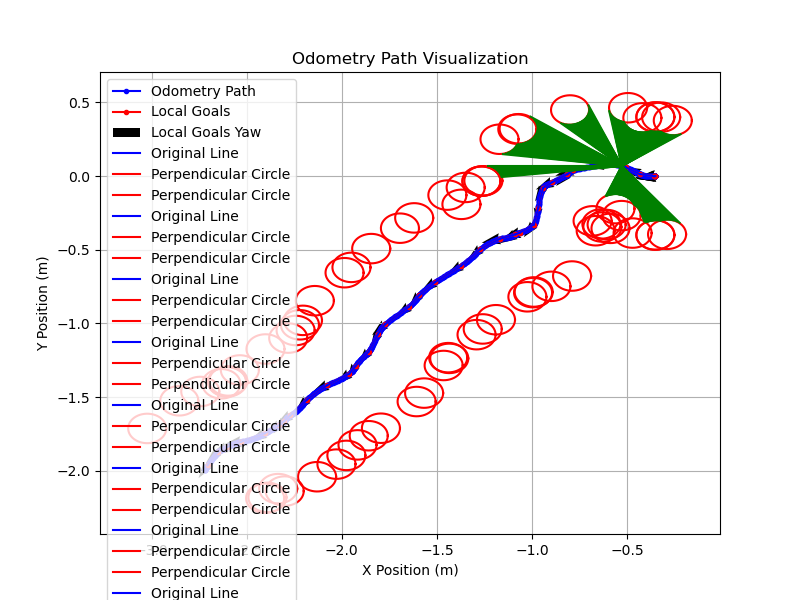 Odometry Path Visualization
Y Position (m)
0.5
0.0
−0.5
−1.0
−1.5
−2.0
Odometry Path
Local Goals
Local Goals Yaw
Original Line
Perpendicular Circle
Perpendicular Circle
Original Line
Perpendicular Circle
Perpendicular Circle
Original Line
Perpendicular Circle
Perpendicular Circle
Original Line
Perpendicular Circle
Perpendicular Circle
Original Line
Perpendicular Circle
Perpendicular Circle
Original Line
Perpendicular Circle
Perpendicular Circle
Original Line
Perpendicular Circle
Perpendicular Circle
Original Line
−2.0 −1.5 −1.0 −0.5
X Position (m)